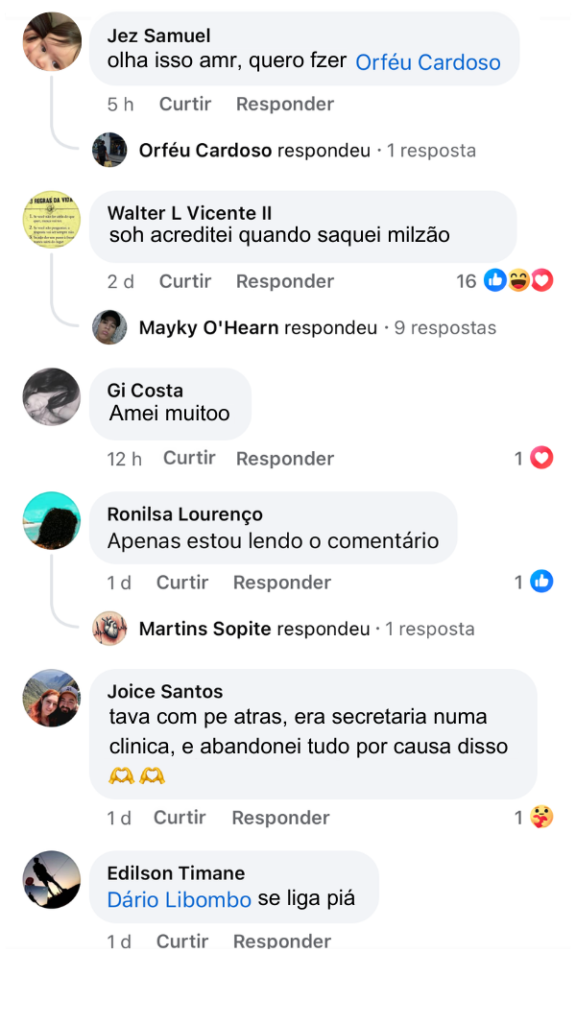 Jez Samuel
olha isso amr, quero fzer Orféu Cardoso
5 h Curtir Responder
Orféu Cardoso respondeu · 1 resposta
3 REGRAS DA VIDA
Walter L Vicente II
soh acreditei quando saquei milzão
2 d Curtir Responder 16
Mayky O'Hearn respondeu · 9 respostas
Gi Costa
Amei muitoo
12 h Curtir Responder 1
Ronilsa Lourenço
Apenas estou lendo o comentário
1 d Curtir Responder 1
Martins Sopite respondeu · 1 resposta
Joice Santos
tava com pe atras, era secretaria numa
clinica, e abandonei tudo por causa disso
🫶🫶
1 d Curtir Responder 1
Edilson Timane
Dário Libombo se liga piá
1 d Curtir Responder